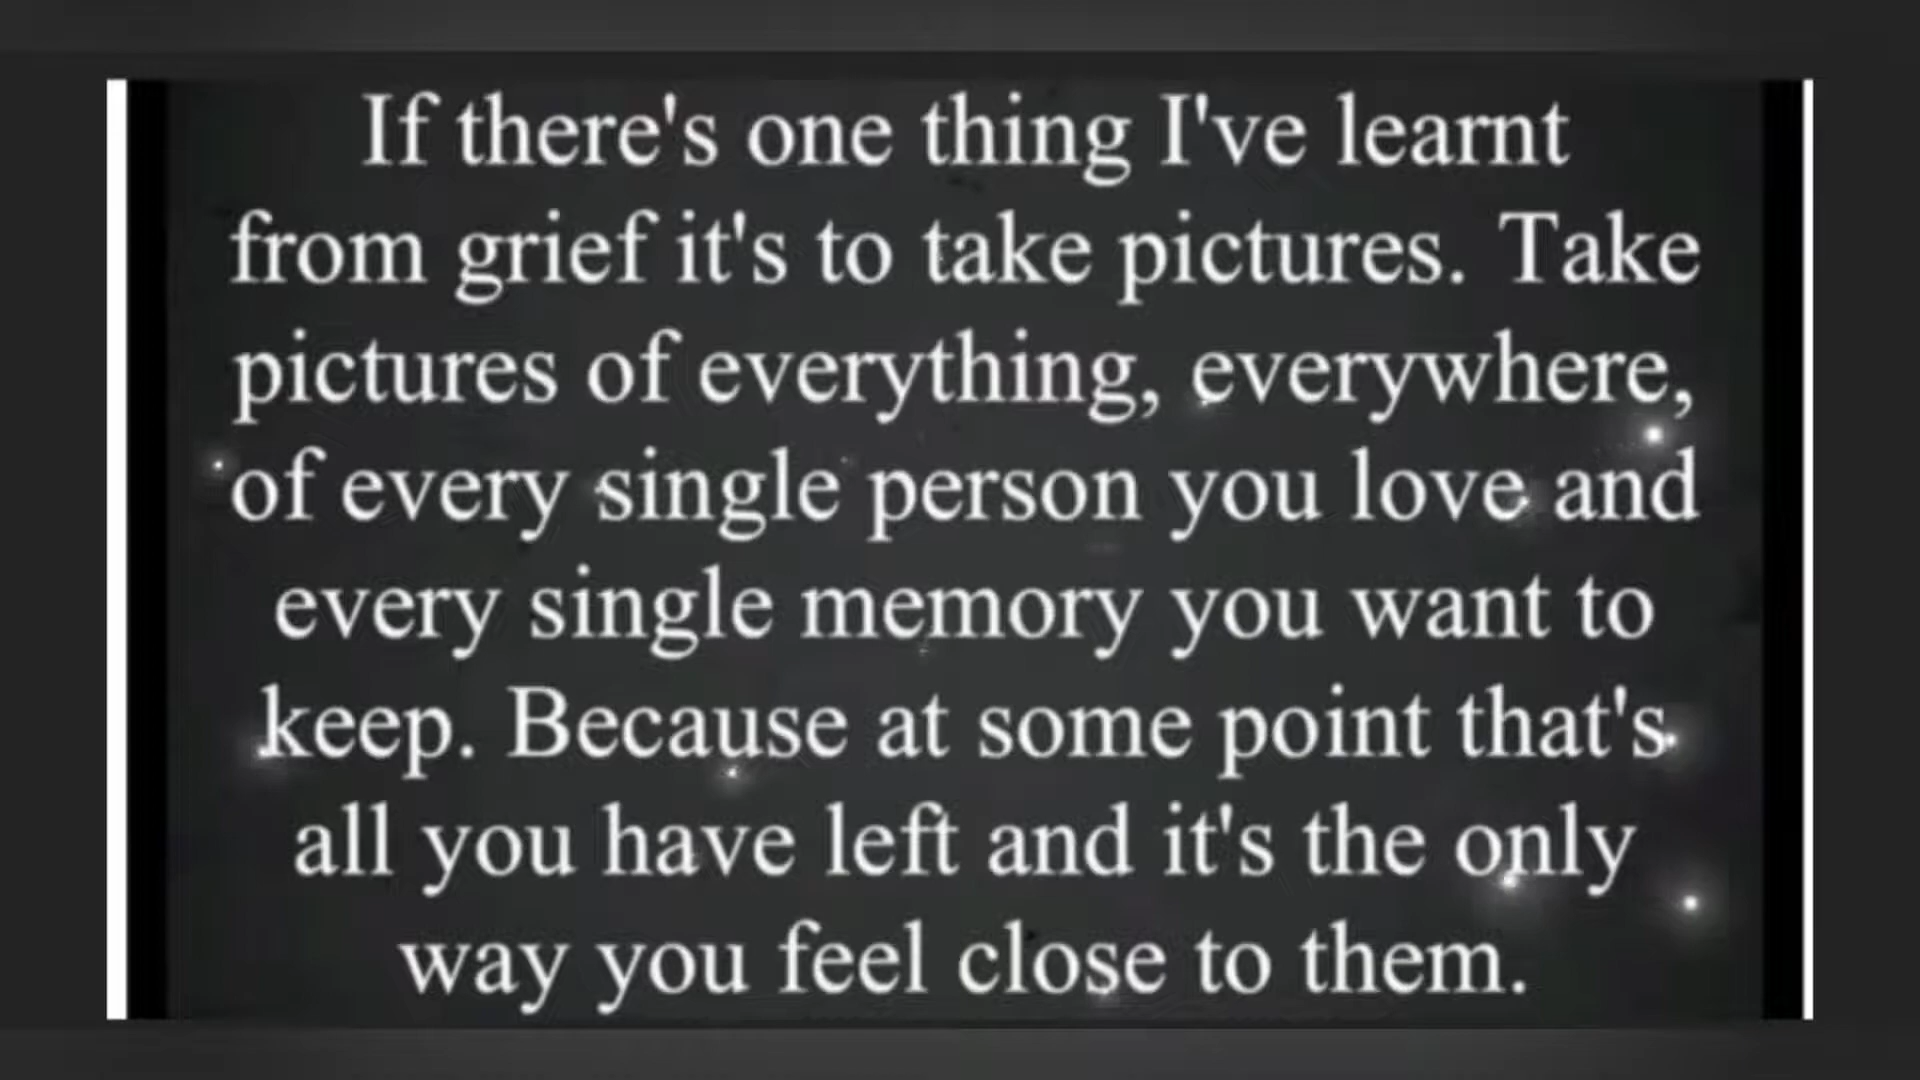 If there's one thing I've learnt
from grief it's to take pictures. Take
pictures of everything, everywhere,
of every single person you love and
every single memory you want to
keep. Because at some point that's
all you have left and it's the only
way you feel close to them.